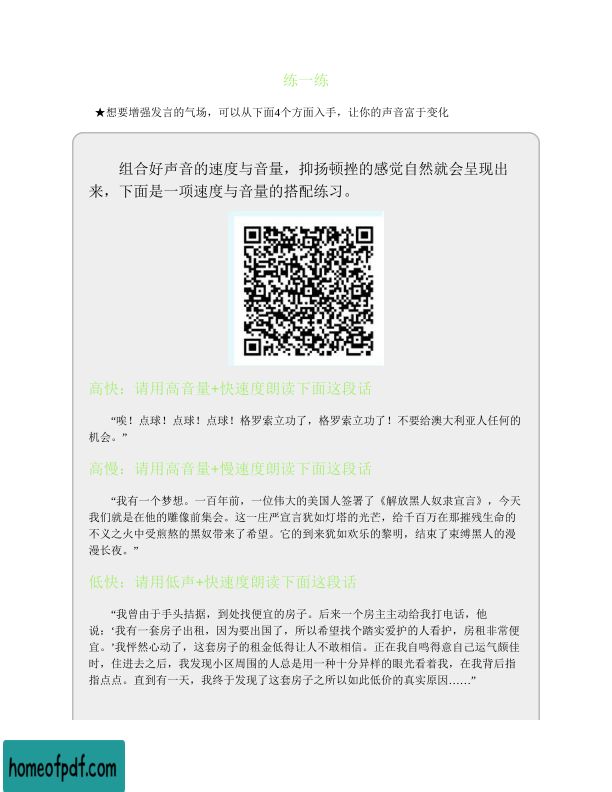 练一练
★想要增强发言的气场，可以从下面4个方面入手，让你的声音富于变化
组合好声音的速度与音量，抑扬顿挫的感觉自然就会呈现出
来，下面是一项速度与音量的搭配练习。
高快：请用高音量+快速度朗读下面这段话
“唉！点球！点球！点球！格罗索立功了，格罗索立功了！不要给澳大利亚人任何的
机会。”
高慢：请用高音量+慢速度朗读下面这段话
“我有一个梦想。一百年前，一位伟大的美国人签署了《解放黑人奴隶宣言》，今天
我们就是在他的雕像前集会。这一庄严宣言犹如灯塔的光芒，给千百万在那摧残生命的
不义之火中受煎熬的黑奴带来了希望。它的到来犹如欢乐的黎明，结束了束缚黑人的漫
漫长夜。”
低快：请用低声+快速度朗读下面这段话
“我曾由于手头拮据，到处找便宜的房子。后来一个房主主动给我打电话，他
说：‘我有一套房子出租，因为要出国了，所以希望找个踏实爱护的人看护，房租非常便
宜。’我怦然心动了，这套房子的租金低得让人不敢相信。正在我自鸣得意自己运气颇佳
时，住进去之后，我发现小区周围的人总是用一种十分异样的眼光看着我，在我背后指
指点点。直到有一天，我终于发现了这套房子之所以如此低价的真实原因……”
homeofpdf.com